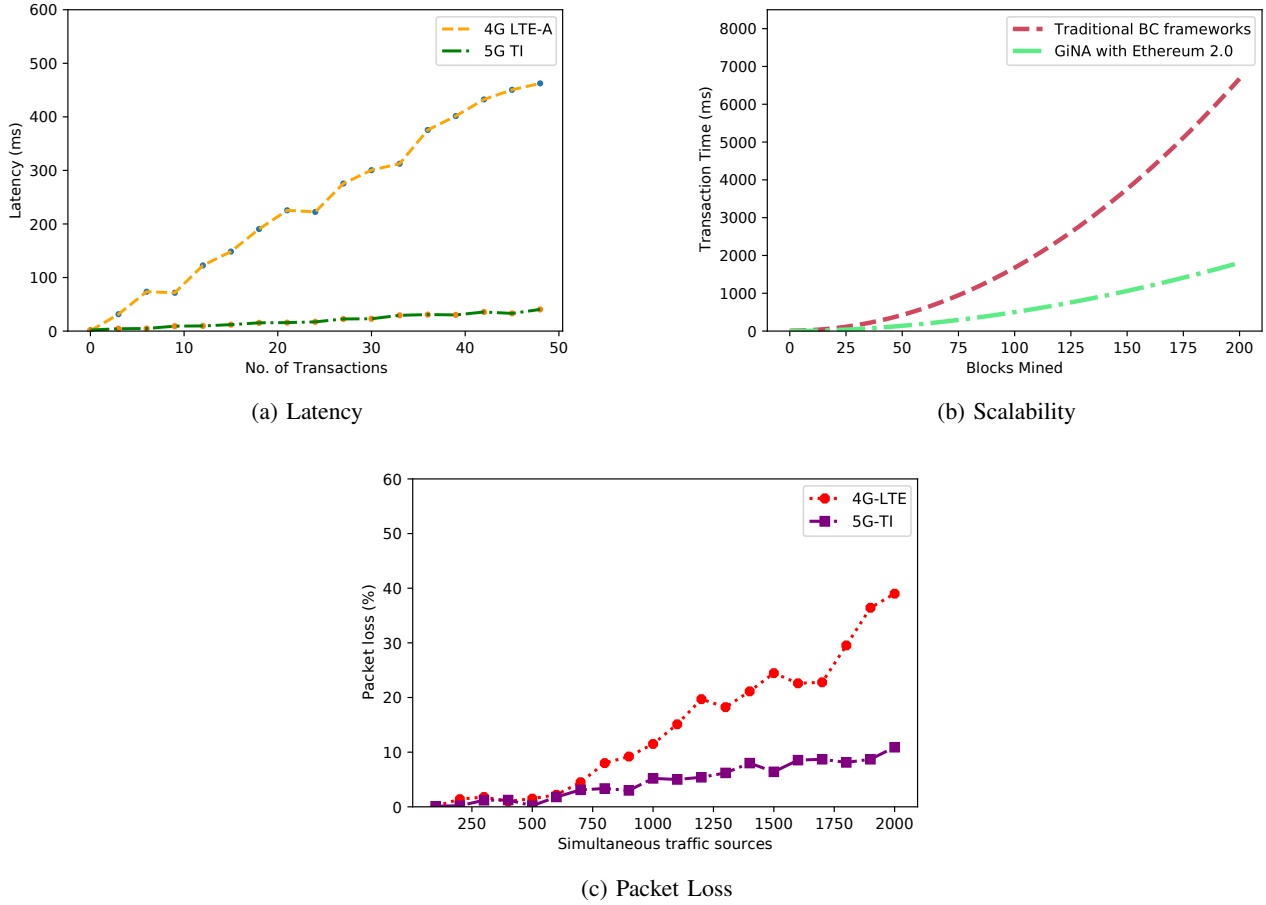 600
500
400
300
200
100
0
Latency (ms)
4G LTE-A
5G TI
0 10 20 30 40 50
No. of Transactions
(a) Latency
8000
7000
6000
5000
4000
3000
2000
1000
0
Transaction Time (ms)
Traditional BC frameworks
GiNA with Ethereum 2.0
0 25 50 75 100 125 150 175 200
Blocks Mined
(b) Scalability
60
50
40
30
20
10
0
Packet loss (%)
4G-LTE
5G-TI
250 500 750 1000 1250 1500 1750 2000
Simultaneous traffic sources
(c) Packet Loss